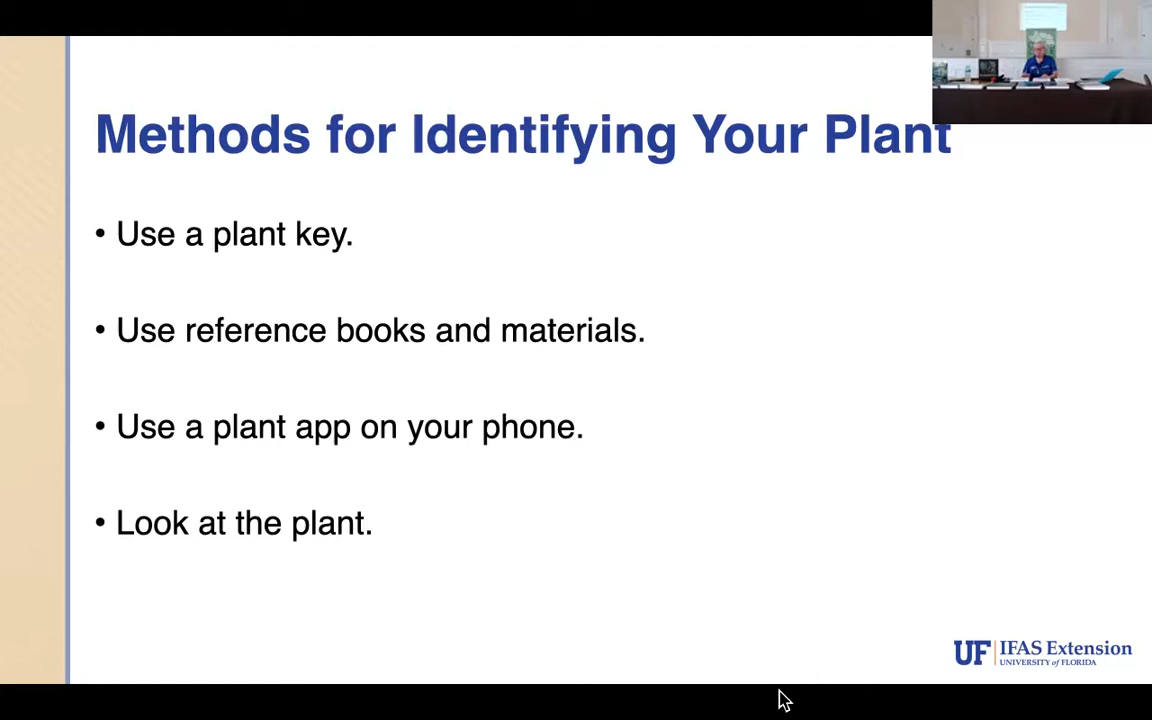 Methods for Identifying Your Plant
• Use a plant key.
• Use reference books and materials.
• Use a plant app on your phone.
• Look at the plant.
UF IFAS Extension
UNIVERSITY of FLORIDA